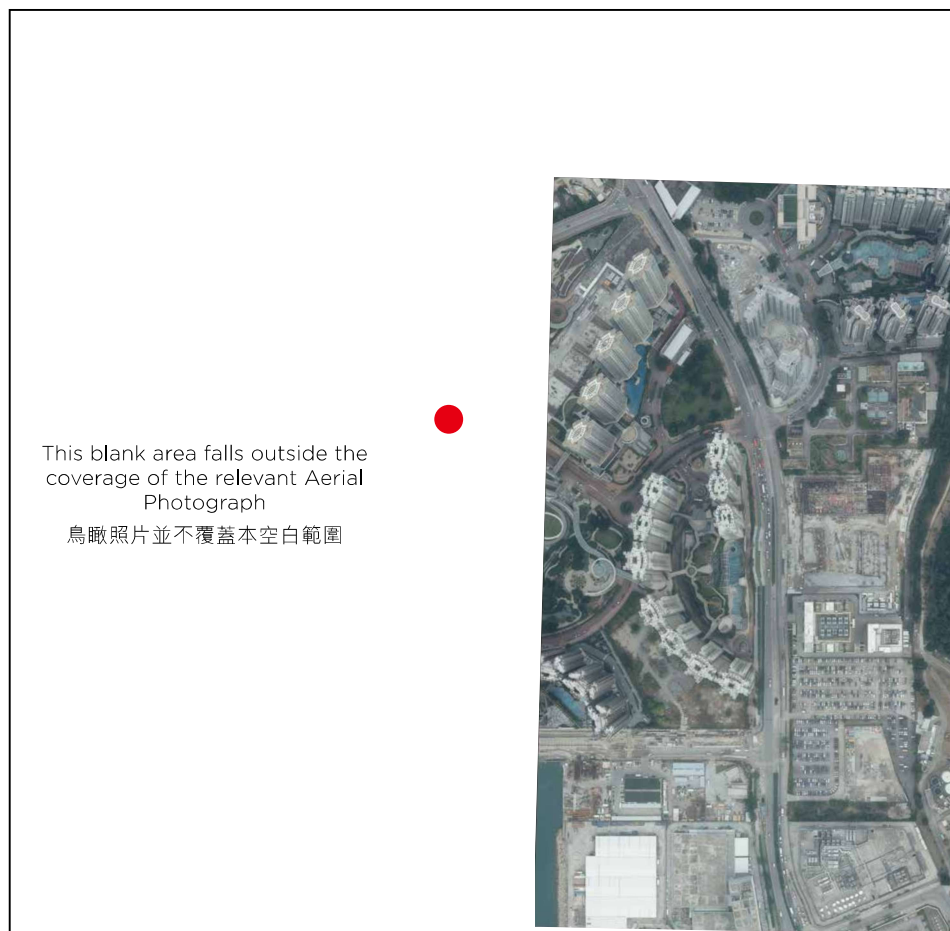 This blank area falls outside the
coverage of the relevant Aerial
Photograph
鳥瞰照片並不覆蓋本空白範圍